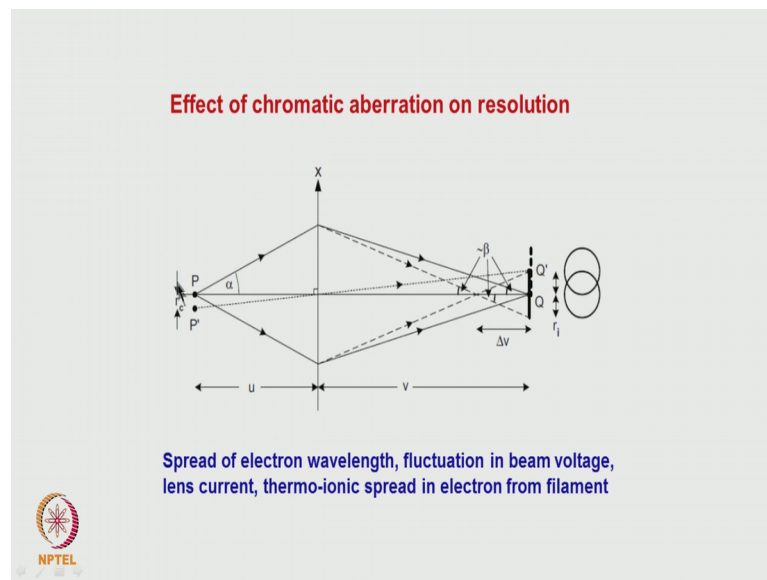 Effect of chromatic aberration on resolution
X
P
α
P'
r_c
~β
Q'
Q
r_i
Δv
u
v
Spread of electron wavelength, fluctuation in beam voltage,
lens current, thermo-ionic spread in electron from filament
NPTEL